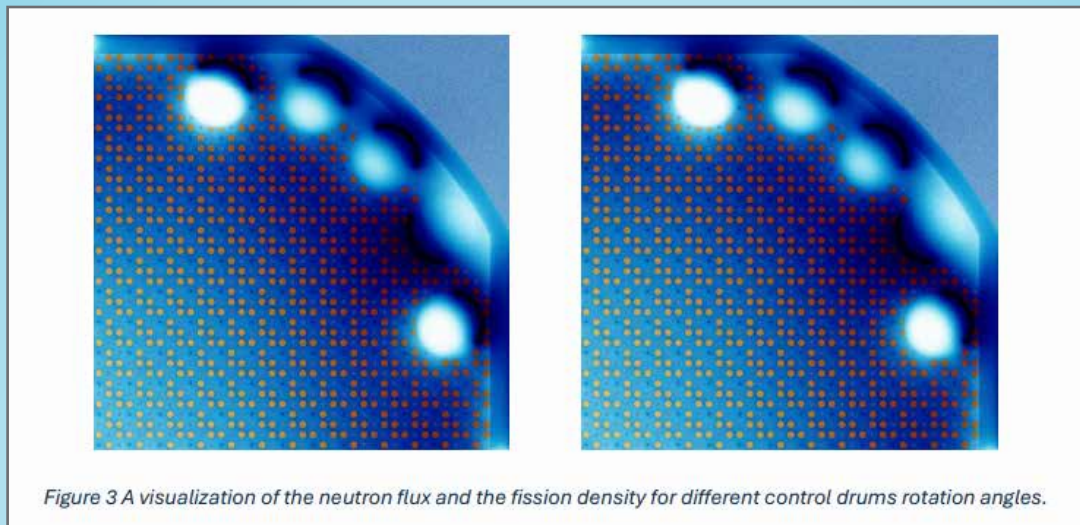 Figure 3 A visualization of the neutron flux and the fission density for different control drums rotation angles.